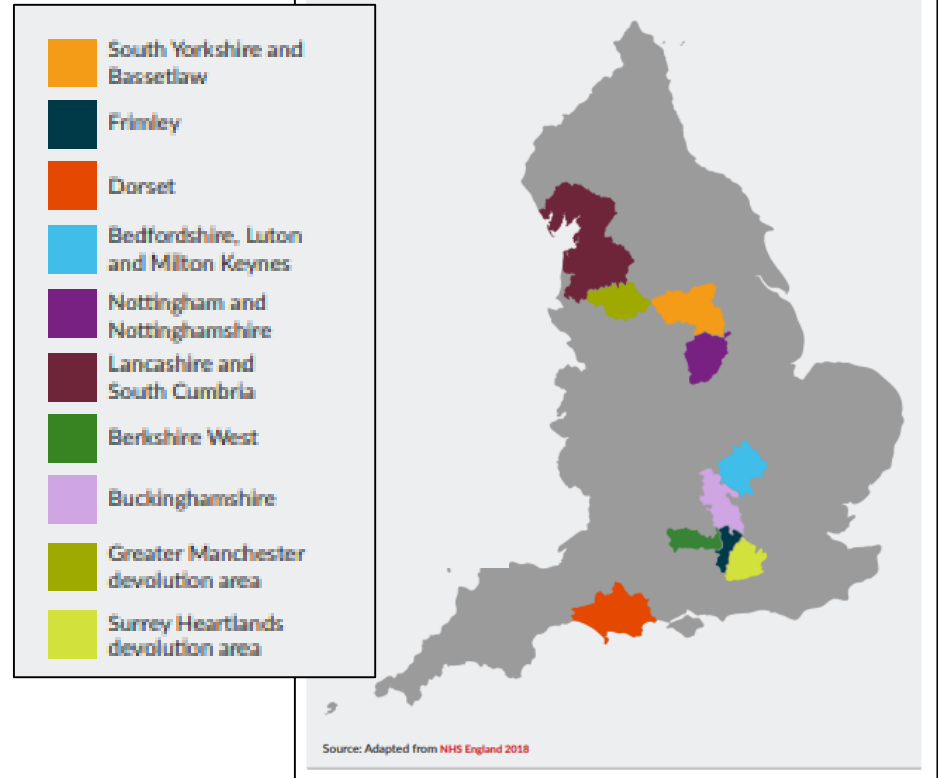 South Yorkshire and
Bassetlaw
Frimley
Dorset
Bedfordshire, Luton
and Milton Keynes
Nottingham and
Nottinghamshire
Lancashire and
South Cumbria
Berkshire West
Buckinghamshire
Greater Manchester
devolution area
Surrey Heartlands
devolution area
Source: Adapted from NHS England 2018